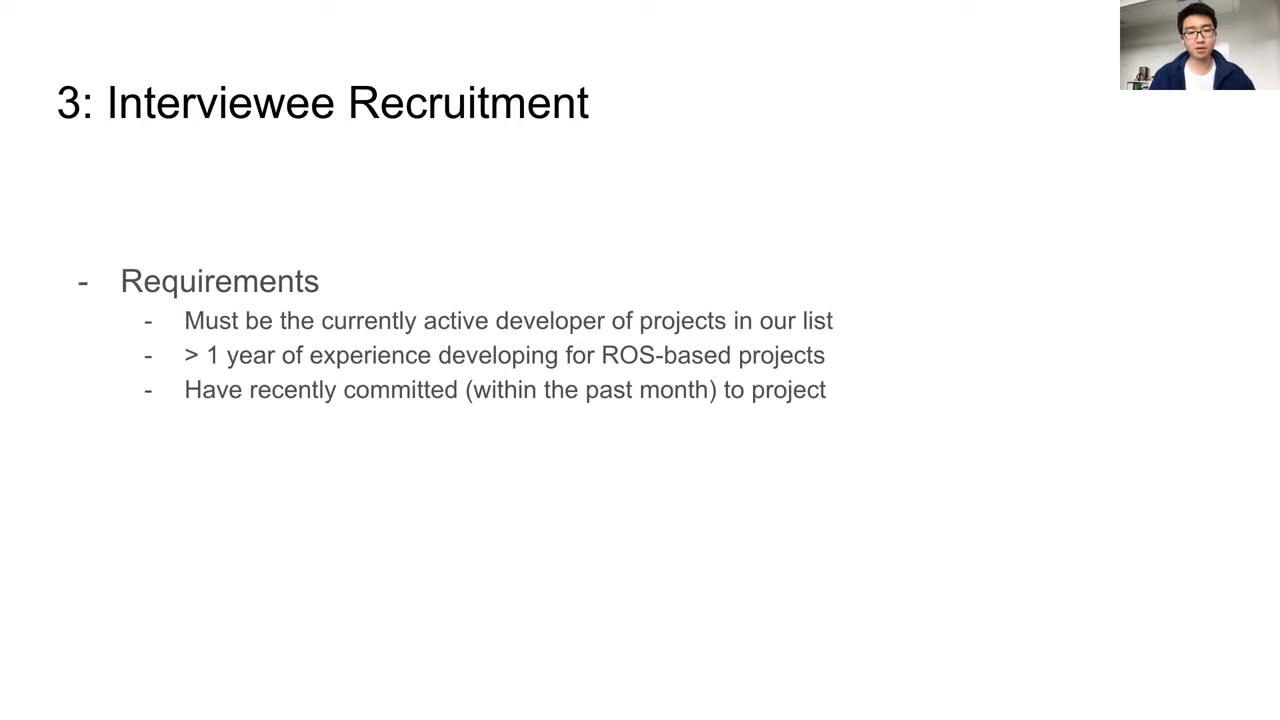 3: Interviewee Recruitment
- Requirements
- Must be the currently active developer of projects in our list
- > 1 year of experience developing for ROS-based projects
- Have recently committed (within the past month) to project